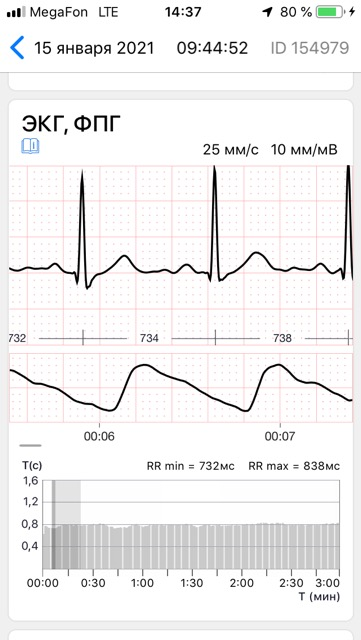 MegaFon LTE 14:37 80 %
15 января 2021 09:44:52 ID 154979
ЭКГ, ФПГ
25 мм/с 10 мм/мВ
732 734 738
00:06 00:07
T(c) RR min = 732мс RR max = 838мс
1,6
1,2
0,8
0,4
00:00 0:30 1:00 1:30 2:00 2:30 3:00
T (мин)